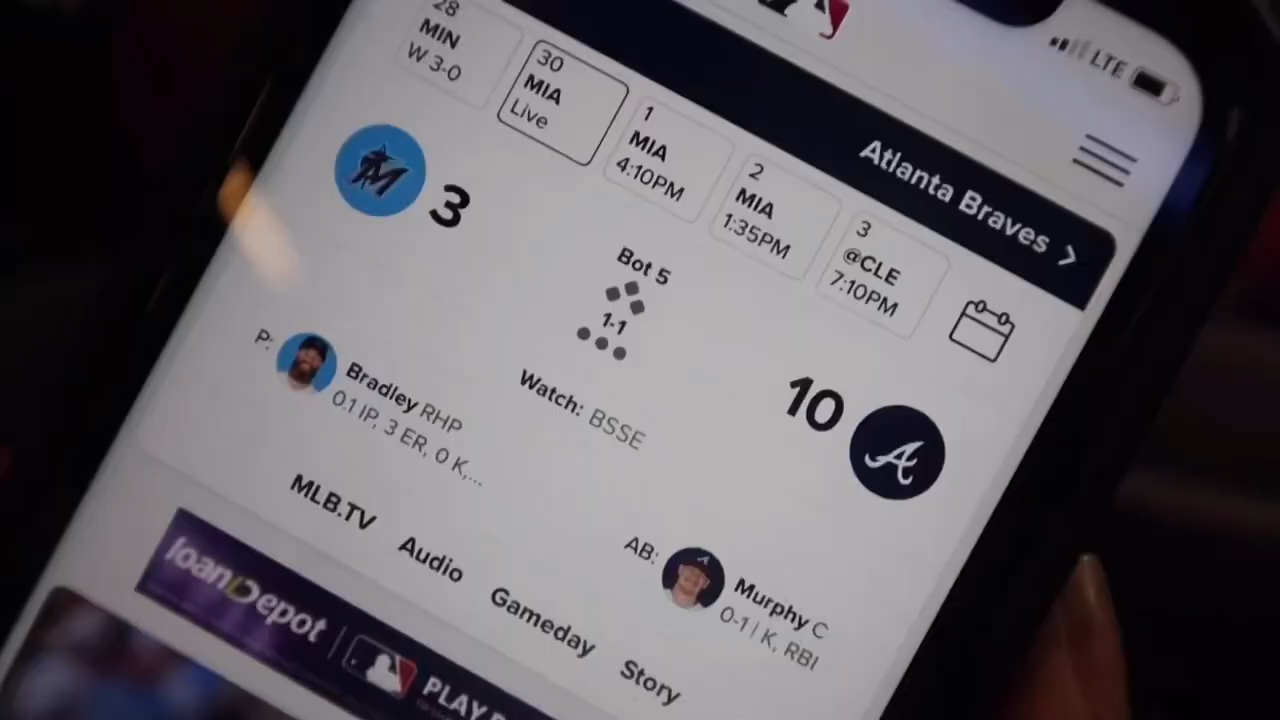 LTE
Atlanta Braves
28
MIN
W 3-0
30
MIA
Live
1
MIA
4:10PM
2
MIA
1:35PM
3
@CLE
7:10PM
M
3
Bot 5
1-1
Watch: BSSE
10
A
P:
Bradley RHP
0.1 IP, 3 ER, 0 K,...
AB:
Murphy C
0-1 | K, RBI
MLB.TV
Audio
Gameday
Story
loanDepot
PLAY